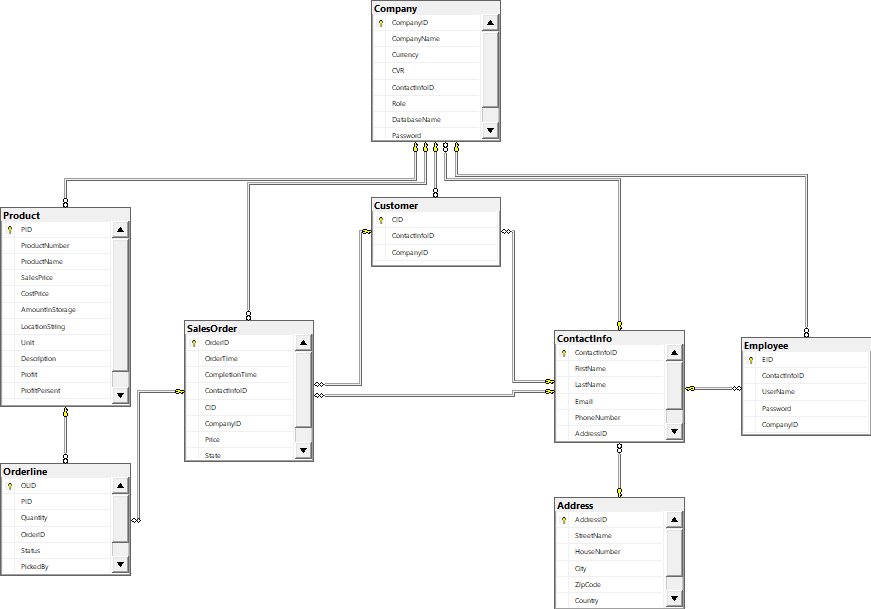 Company
CompanyID
CompanyName
Currency
CVR
ContactInfoID
Role
DatabaseName
Password
Product
PID
ProductNumber
ProductName
SalesPrice
CostPrice
AmountInStorage
LocationString
Unit
Description
Profit
ProfitPersent
Customer
CID
ContactInfoID
CompanyID
SalesOrder
OrderID
OrderTime
CompletionTime
ContactInfoID
CID
CompanyID
Price
State
ContactInfo
ContactInfoID
FirstName
LastName
Email
PhoneNumber
AddressID
Employee
EID
ContactInfoID
UserName
Password
CompanyID
Orderline
OLID
PID
Quantity
OrderID
Status
PickedBy
Address
AddressID
StreetName
HouseNumber
City
ZipCode
Country